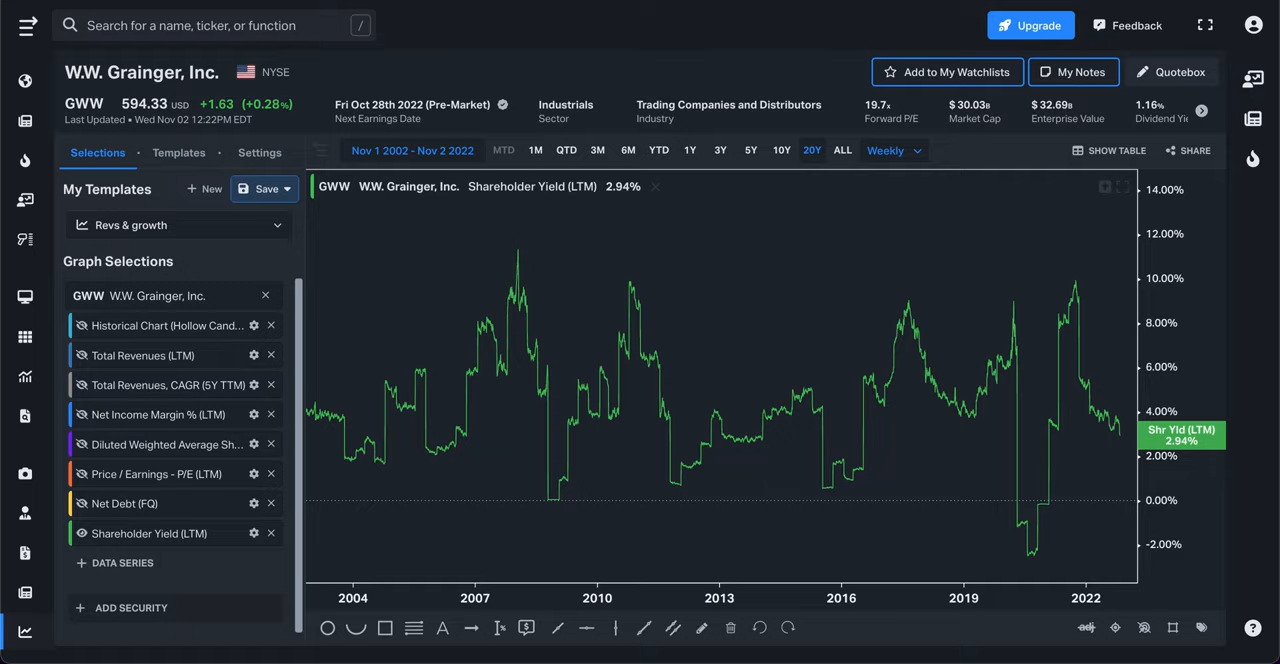 Search for a name, ticker, or function /
Upgrade
Feedback
W.W. Grainger, Inc. NYSE
Add to My Watchlists
My Notes
Quotebox
GWW 594.33 USD +1.63 (+0.28%)
Last Updated • Wed Nov 02 12:22PM EDT
Fri Oct 28th 2022 (Pre-Market)
Next Earnings Date
Industrials
Sector
Trading Companies and Distributors
Industry
19.7x
Forward P/E
$ 30.03B
Market Cap
$ 32.69B
Enterprise Value
1.16%
Dividend Yie
Selections • Templates • Settings
Nov 1 2002 - Nov 2 2022 MTD 1M QTD 3M 6M YTD 1Y 3Y 5Y 10Y 20Y ALL Weekly
SHOW TABLE
SHARE
My Templates
+ New
Save
Revs & growth
Graph Selections
GWW W.W. Grainger, Inc.
Historical Chart (Hollow Cand...
Total Revenues (LTM)
Total Revenues, CAGR (5Y TTM)
Net Income Margin % (LTM)
Diluted Weighted Average Sh...
Price / Earnings - P/E (LTM)
Net Debt (FQ)
Shareholder Yield (LTM)
+ DATA SERIES
+ ADD SECURITY
GWW W.W. Grainger, Inc. Shareholder Yield (LTM) 2.94%
14.00%
12.00%
10.00%
8.00%
6.00%
4.00%
Shr Yld (LTM)
2.94%
2.00%
0.00%
-2.00%
2004 2007 2010 2013 2016 2019 2022
A
adj